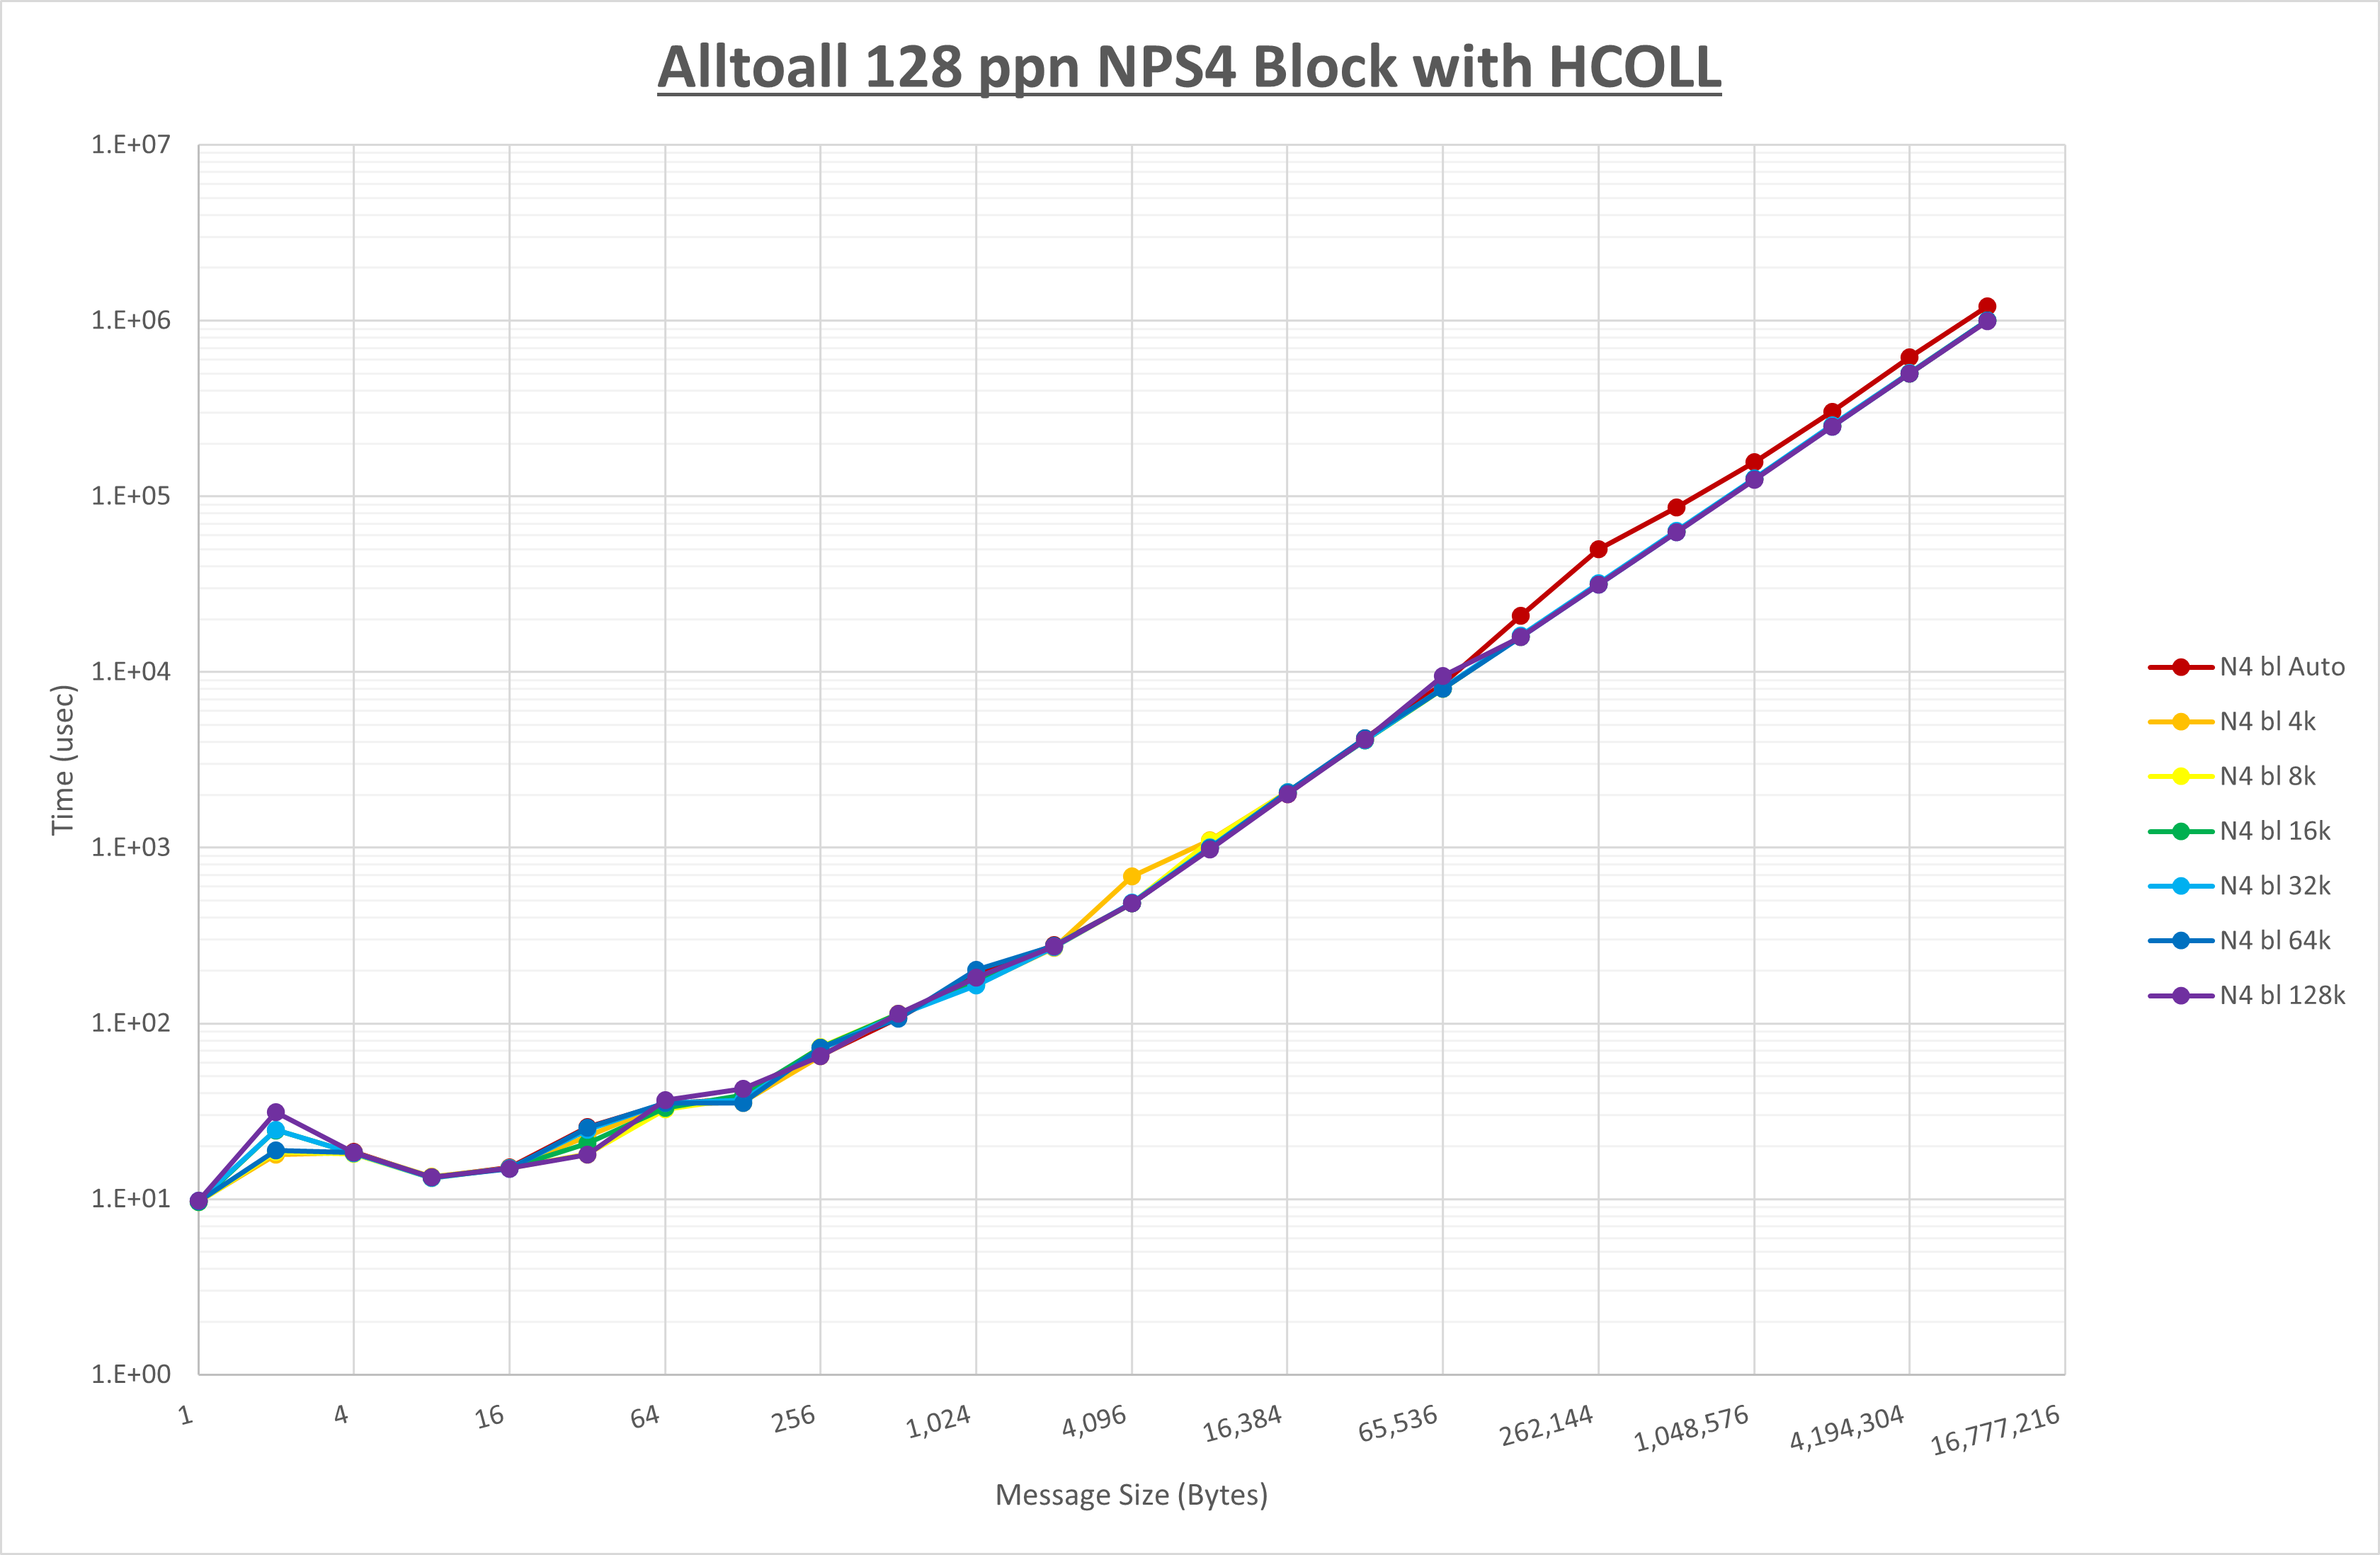 Alltoall 128 ppn NPS4 Block with HCOLL
1.E+07
1.E+06
1.E+05
1.E+04
1.E+03
1.E+02
1.E+01
1.E+00
Time (usec)
1
4
16
64
256
1,024
4,096
16,384
65,536
262,144
1,048,576
4,194,304
16,777,216
Message Size (Bytes)
N4 bl Auto
N4 bl 4k
N4 bl 8k
N4 bl 16k
N4 bl 32k
N4 bl 64k
N4 bl 128k